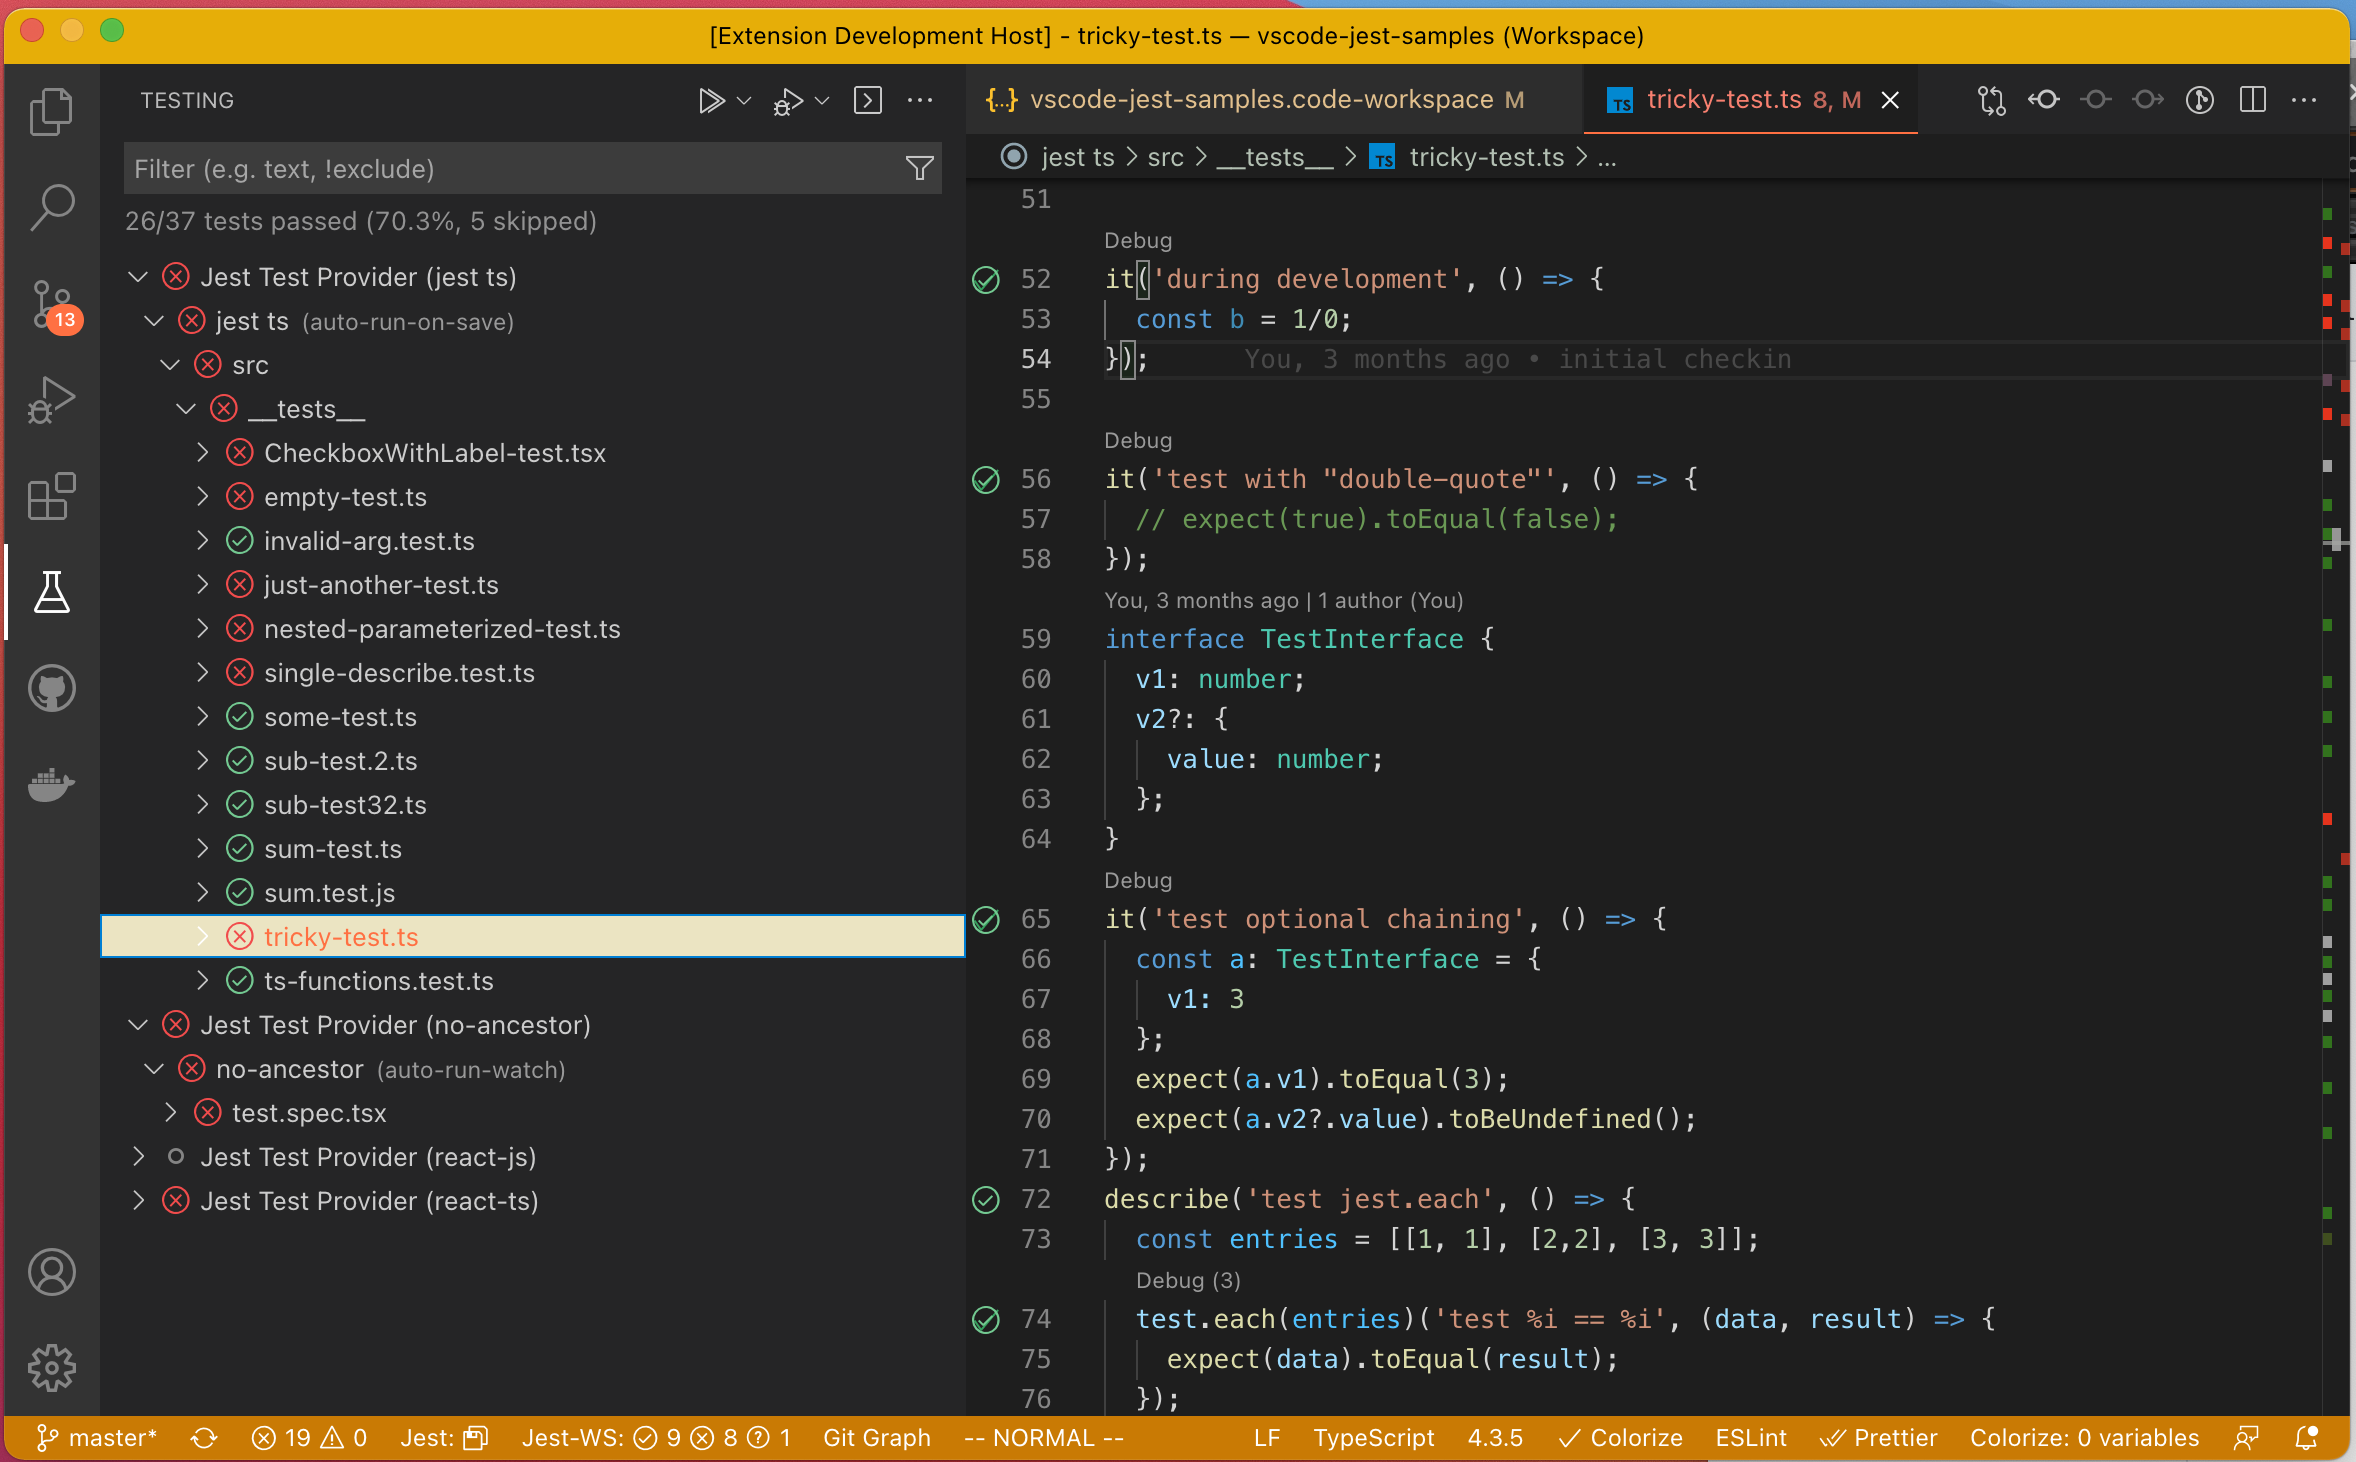 [Extension Development Host] - tricky-test.ts — vscode-jest-samples (Workspace)
TESTING
Filter (e.g. text, !exclude)
26/37 tests passed (70.3%, 5 skipped)
Jest Test Provider (jest ts)
jest ts (auto-run-on-save)
src
__tests__
CheckboxWithLabel-test.tsx
empty-test.ts
invalid-arg.test.ts
just-another-test.ts
nested-parameterized-test.ts
single-describe.test.ts
some-test.ts
sub-test.2.ts
sub-test32.ts
sum-test.ts
sum.test.js
tricky-test.ts
ts-functions.test.ts
Jest Test Provider (no-ancestor)
no-ancestor (auto-run-watch)
test.spec.tsx
Jest Test Provider (react-js)
Jest Test Provider (react-ts)
13
{...} vscode-jest-samples.code-workspace M
TS tricky-test.ts 8, M
jest ts > src > __tests__ > TS tricky-test.ts > ...
51
Debug
52 it('during development', () => {
53 const b = 1/0;
54 }); You, 3 months ago • initial checkin
55
Debug
56 it('test with "double-quote"', () => {
57 // expect(true).toEqual(false);
58 });
You, 3 months ago | 1 author (You)
59 interface TestInterface {
60 v1: number;
61 v2?: {
62 value: number;
63 };
64 }
Debug
65 it('test optional chaining', () => {
66 const a: TestInterface = {
67 v1: 3
68 };
69 expect(a.v1).toEqual(3);
70 expect(a.v2?.value).toBeUndefined();
71 });
72 describe('test jest.each', () => {
73 const entries = [[1, 1], [2,2], [3, 3]];
Debug (3)
74 test.each(entries)('test %i == %i', (data, result) => {
75 expect(data).toEqual(result);
76 });
master* 19 0 Jest: Jest-WS: 9 8 1 Git Graph -- NORMAL -- LF TypeScript 4.3.5 Colorize ESLint Prettier Colorize: 0 variables